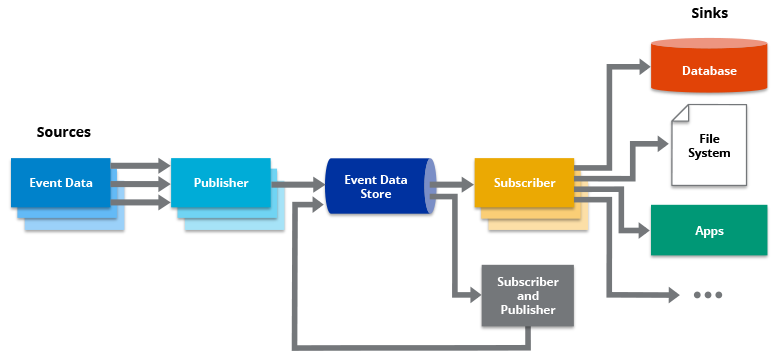 Sinks
Database
Sources
File
System
Event Data
Publisher
Event Data
Store
Subscriber
Apps
Subscriber
and
Publisher